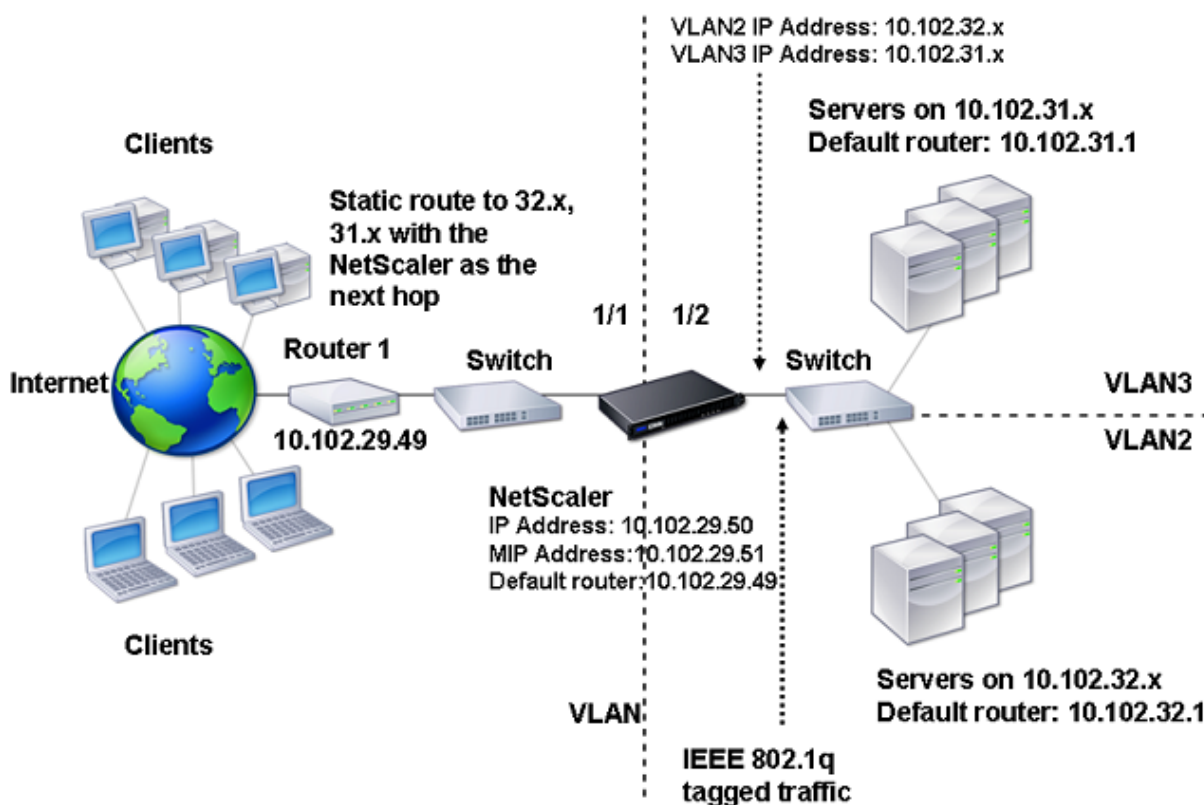 VLAN2 IP Address: 10.102.32.x
VLAN3 IP Address: 10.102.31.x
Servers on 10.102.31.x
Default router: 10.102.31.1
Clients
Static route to 32.x,
31.x with the
NetScaler as the
next hop
1/1
1/2
Internet
Router 1
Switch
Switch
VLAN3
VLAN2
10.102.29.49
NetScaler
IP Address: 10.102.29.50
MIP Address:10.102.29.51
Default router:10.102.29.49
Clients
Servers on 10.102.32.x
Default router: 10.102.32.1
VLAN
IEEE 802.1q
tagged traffic